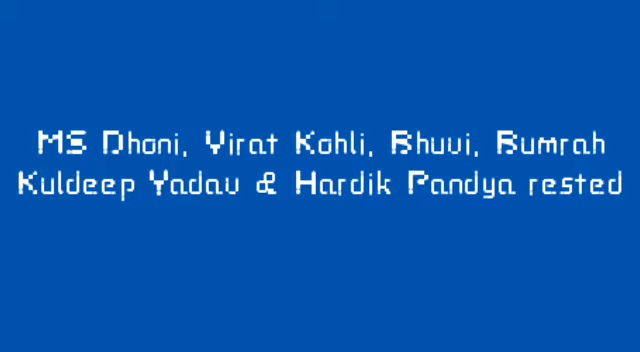 MS Dhoni, Virat Kohli, Bhuvi, Bumrah
Kuldeep Yadav & Hardik Pandya rested